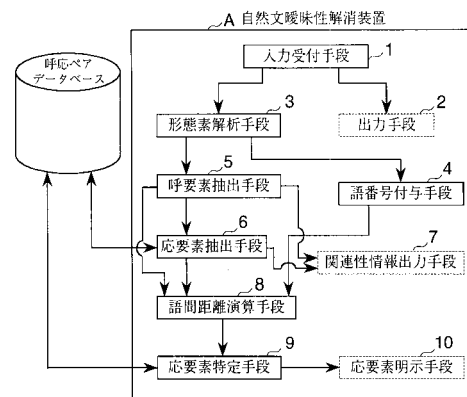 A 自然文曖昧性解消装置
呼応ペア
データベース
1
入力受付手段
2
出力手段
3
形態素解析手段
4
語番号付与手段
5
呼要素抽出手段
6
応要素抽出手段
7
関連性情報出力手段
8
語間距離演算手段
9
応要素特定手段
10
応要素明示手段